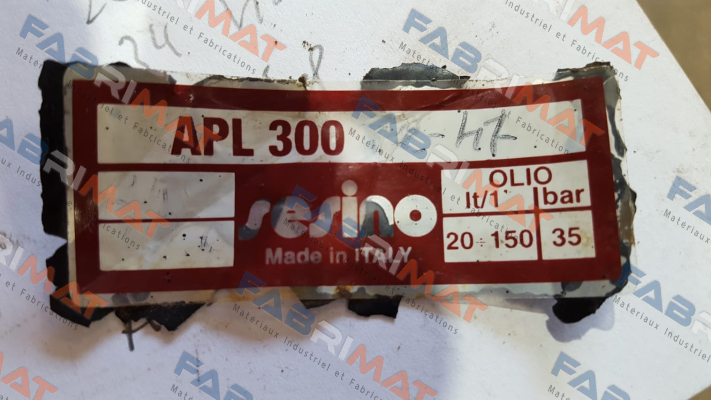 APL 300
OLIO
lt/1' bar
20÷150 35
sesino
Made in ITALY
FABRIMAT
Matériaux Industriel et Fabrications